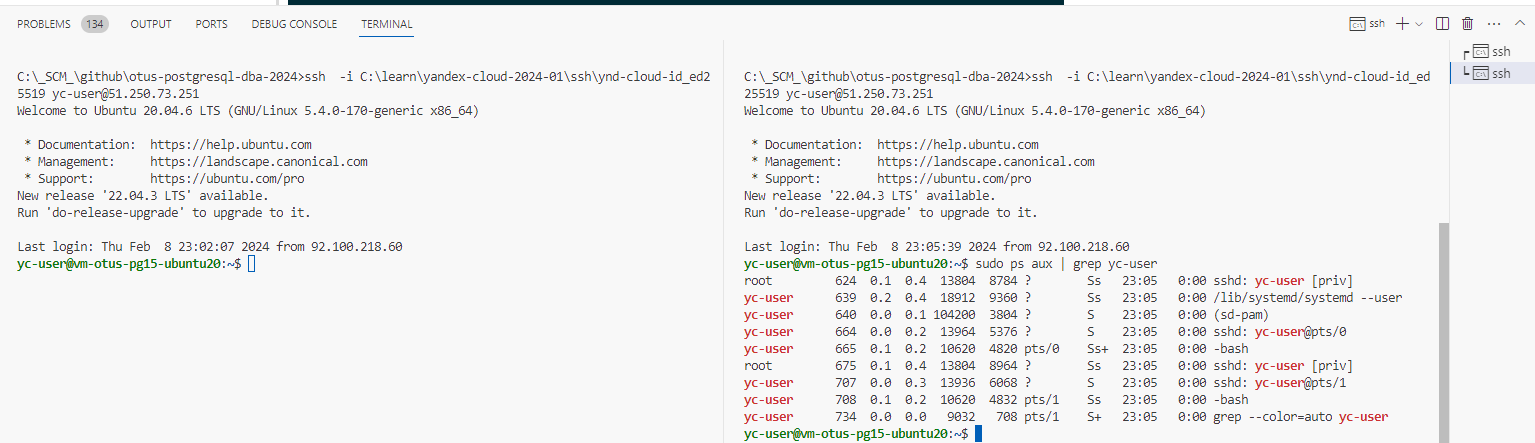 PROBLEMS 134 OUTPUT PORTS DEBUG CONSOLE TERMINAL
ssh
C:\_SCM_\github\otus-postgresql-dba-2024>ssh  -i C:\learn\yandex-cloud-2024-01\ssh\ynd-cloud-id_ed2
5519 yc-user@51.250.73.251
Welcome to Ubuntu 20.04.6 LTS (GNU/Linux 5.4.0-170-generic x86_64)
 * Documentation:  https://help.ubuntu.com
 * Management:     https://landscape.canonical.com
 * Support:        https://ubuntu.com/pro
New release '22.04.3 LTS' available.
Run 'do-release-upgrade' to upgrade to it.
Last login: Thu Feb  8 23:02:07 2024 from 92.100.218.60
yc-user@vm-otus-pg15-ubuntu20:~$
C:\_SCM_\github\otus-postgresql-dba-2024>ssh  -i C:\learn\yandex-cloud-2024-01\ssh\ynd-cloud-id_ed
25519 yc-user@51.250.73.251
Welcome to Ubuntu 20.04.6 LTS (GNU/Linux 5.4.0-170-generic x86_64)
 * Documentation:  https://help.ubuntu.com
 * Management:     https://landscape.canonical.com
 * Support:        https://ubuntu.com/pro
New release '22.04.3 LTS' available.
Run 'do-release-upgrade' to upgrade to it.
Last login: Thu Feb  8 23:05:39 2024 from 92.100.218.60
yc-user@vm-otus-pg15-ubuntu20:~$ sudo ps aux | grep yc-user
root         624  0.1  0.4  13804  8784 ?        Ss   23:05   0:00 sshd: yc-user [priv]
yc-user      639  0.2  0.4  18912  9360 ?        Ss   23:05   0:00 /lib/systemd/systemd --user
yc-user      640  0.0  0.1 104200  3804 ?        S    23:05   0:00 (sd-pam)
yc-user      664  0.0  0.2  13964  5376 ?        S    23:05   0:00 sshd: yc-user@pts/0
yc-user      665  0.1  0.2  10620  4820 pts/0    Ss+  23:05   0:00 -bash
root         675  0.1  0.4  13804  8964 ?        Ss   23:05   0:00 sshd: yc-user [priv]
yc-user      707  0.0  0.3  13936  6068 ?        S    23:05   0:00 sshd: yc-user@pts/1
yc-user      708  0.1  0.2  10620  4832 pts/1    Ss   23:05   0:00 -bash
yc-user      734  0.0  0.0   9032   708 pts/1    S+   23:05   0:00 grep --color=auto yc-user
yc-user@vm-otus-pg15-ubuntu20:~$
ssh
ssh